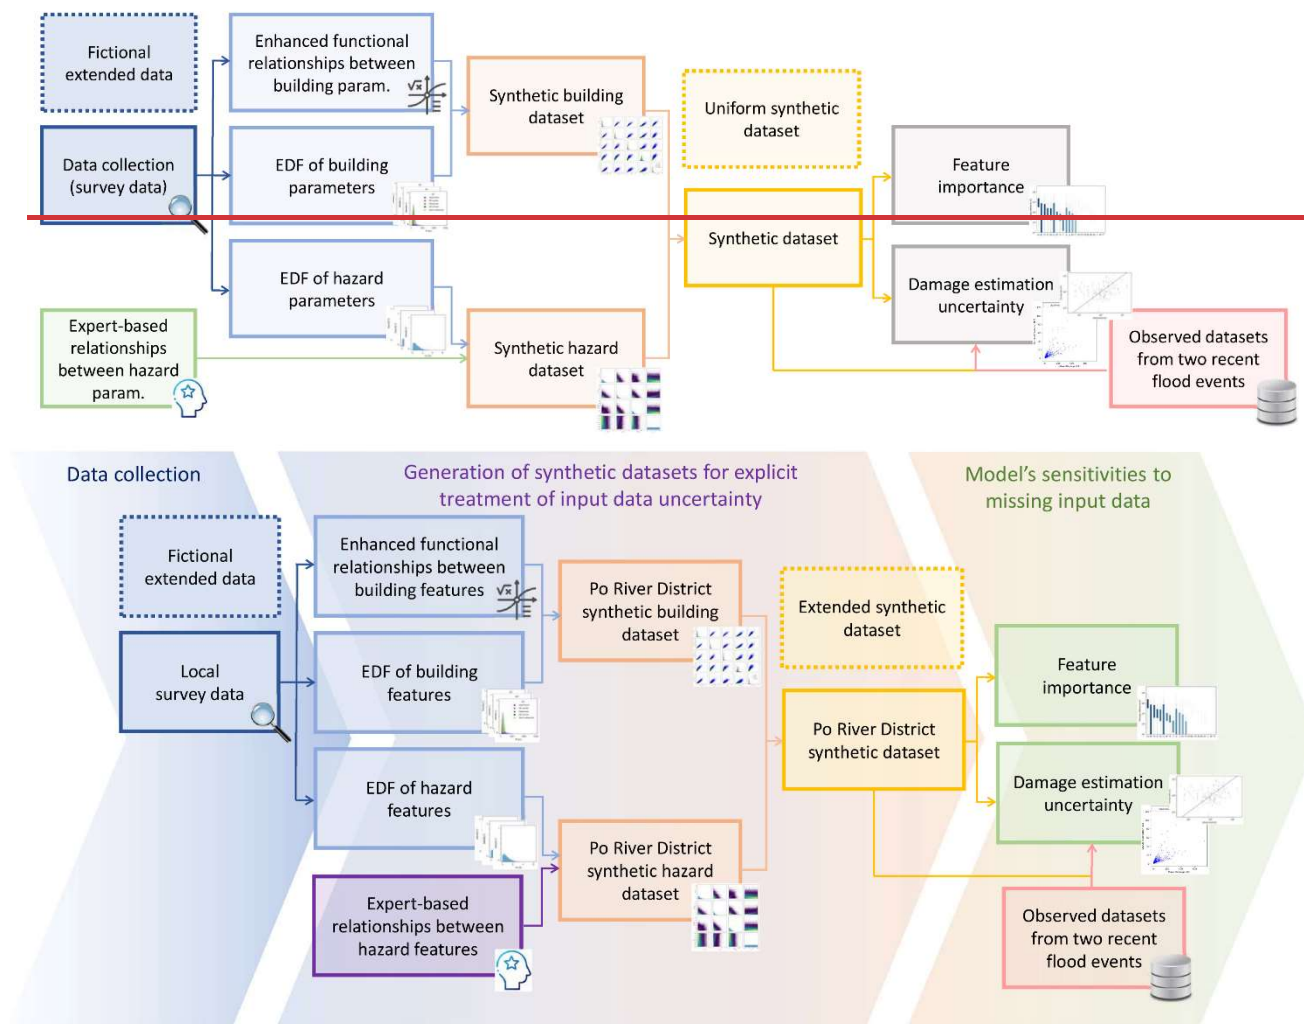 Fictional
extended data
Enhanced functional
relationships between
building param.
√x
Synthetic building
dataset
Uniform synthetic
dataset
Data collection
(survey data)
EDF of building
parameters
Feature
importance
Synthetic dataset
EDF of hazard
parameters
Damage estimation
uncertainty
Expert-based
relationships
between hazard
param.
Synthetic hazard
dataset
Observed datasets
from two recent
flood events
Data collection
Generation of synthetic datasets for explicit
treatment of input data uncertainty
Model's sensitivities to
missing input data
Fictional
extended data
Enhanced functional
relationships between
building features
√x
Po River District
synthetic building
dataset
Extended synthetic
dataset
Local
survey data
EDF of building
features
Feature
importance
Po River District
synthetic dataset
EDF of hazard
features
Damage estimation
uncertainty
Po River District
synthetic hazard
dataset
Expert-based
relationships between
hazard features
Observed datasets
from two recent
flood events